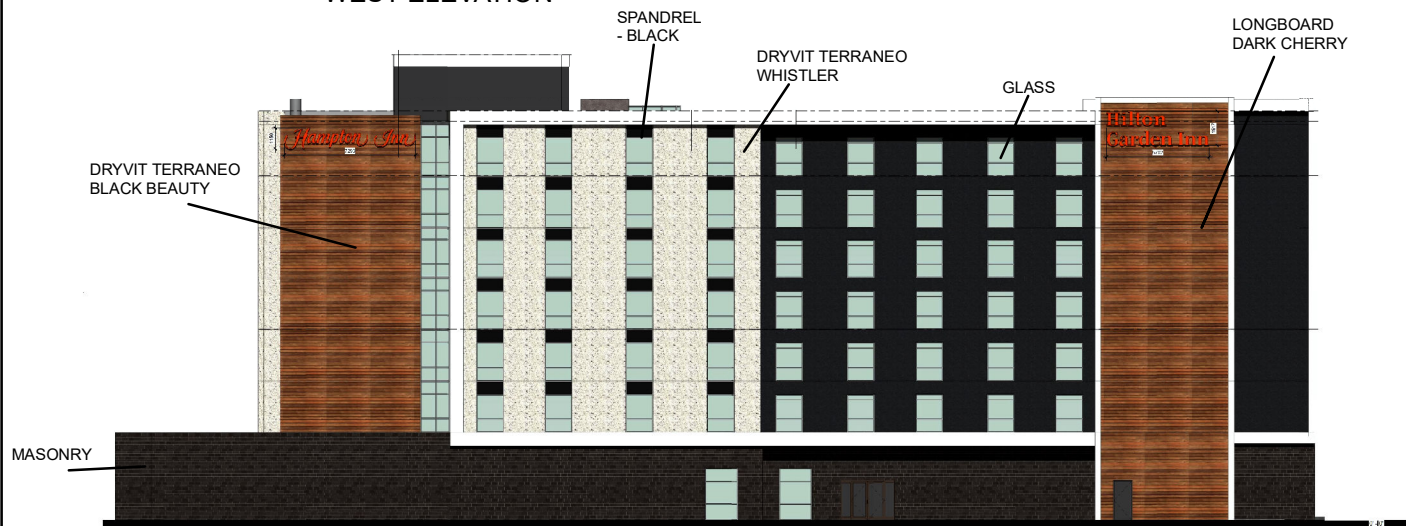 WEST ELEVATION
SPANDREL
- BLACK
DRYVIT TERRANEO
WHISTLER
GLASS
LONGBOARD
DARK CHERRY
Hampton Inn
Hilton
Garden Inn
DRYVIT TERRANEO
BLACK BEAUTY
MASONRY